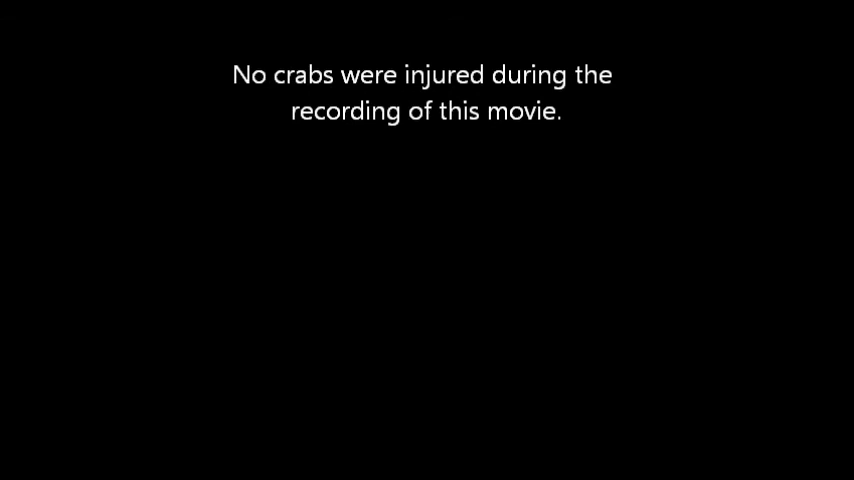 No crabs were injured during the
recording of this movie.